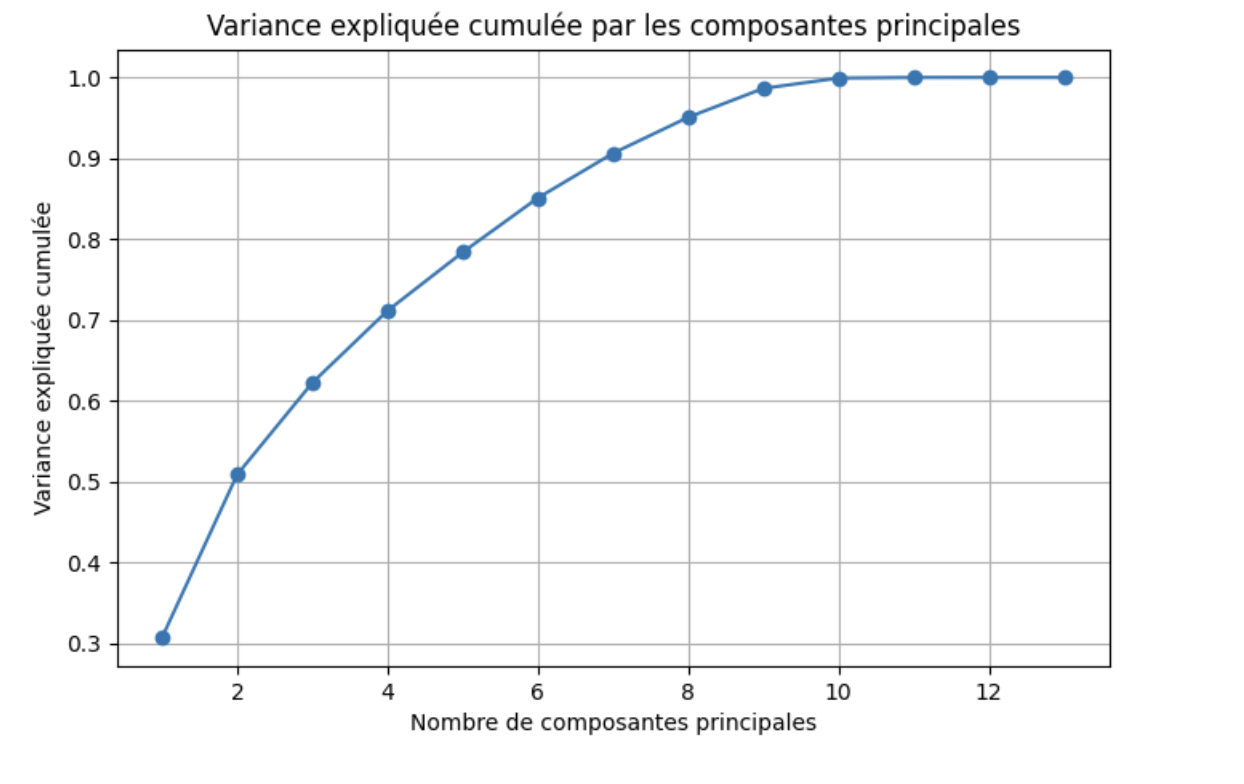 Variance expliquée cumulée par les composantes principales
1.0
0.9
0.8
0.7
0.6
0.5
0.4
0.3
Variance expliquée cumulée
2 4 6 8 10 12
Nombre de composantes principales